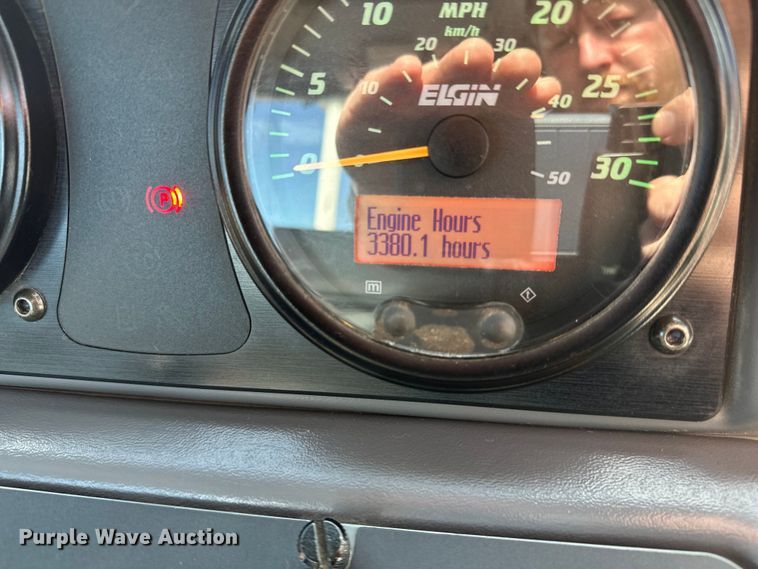 10 MPH 20
km/h
20 30
5 10 25
ELGIN
40
0 0 50 30
P
Engine Hours
3380.1 hours
m
Purple Wave Auction®